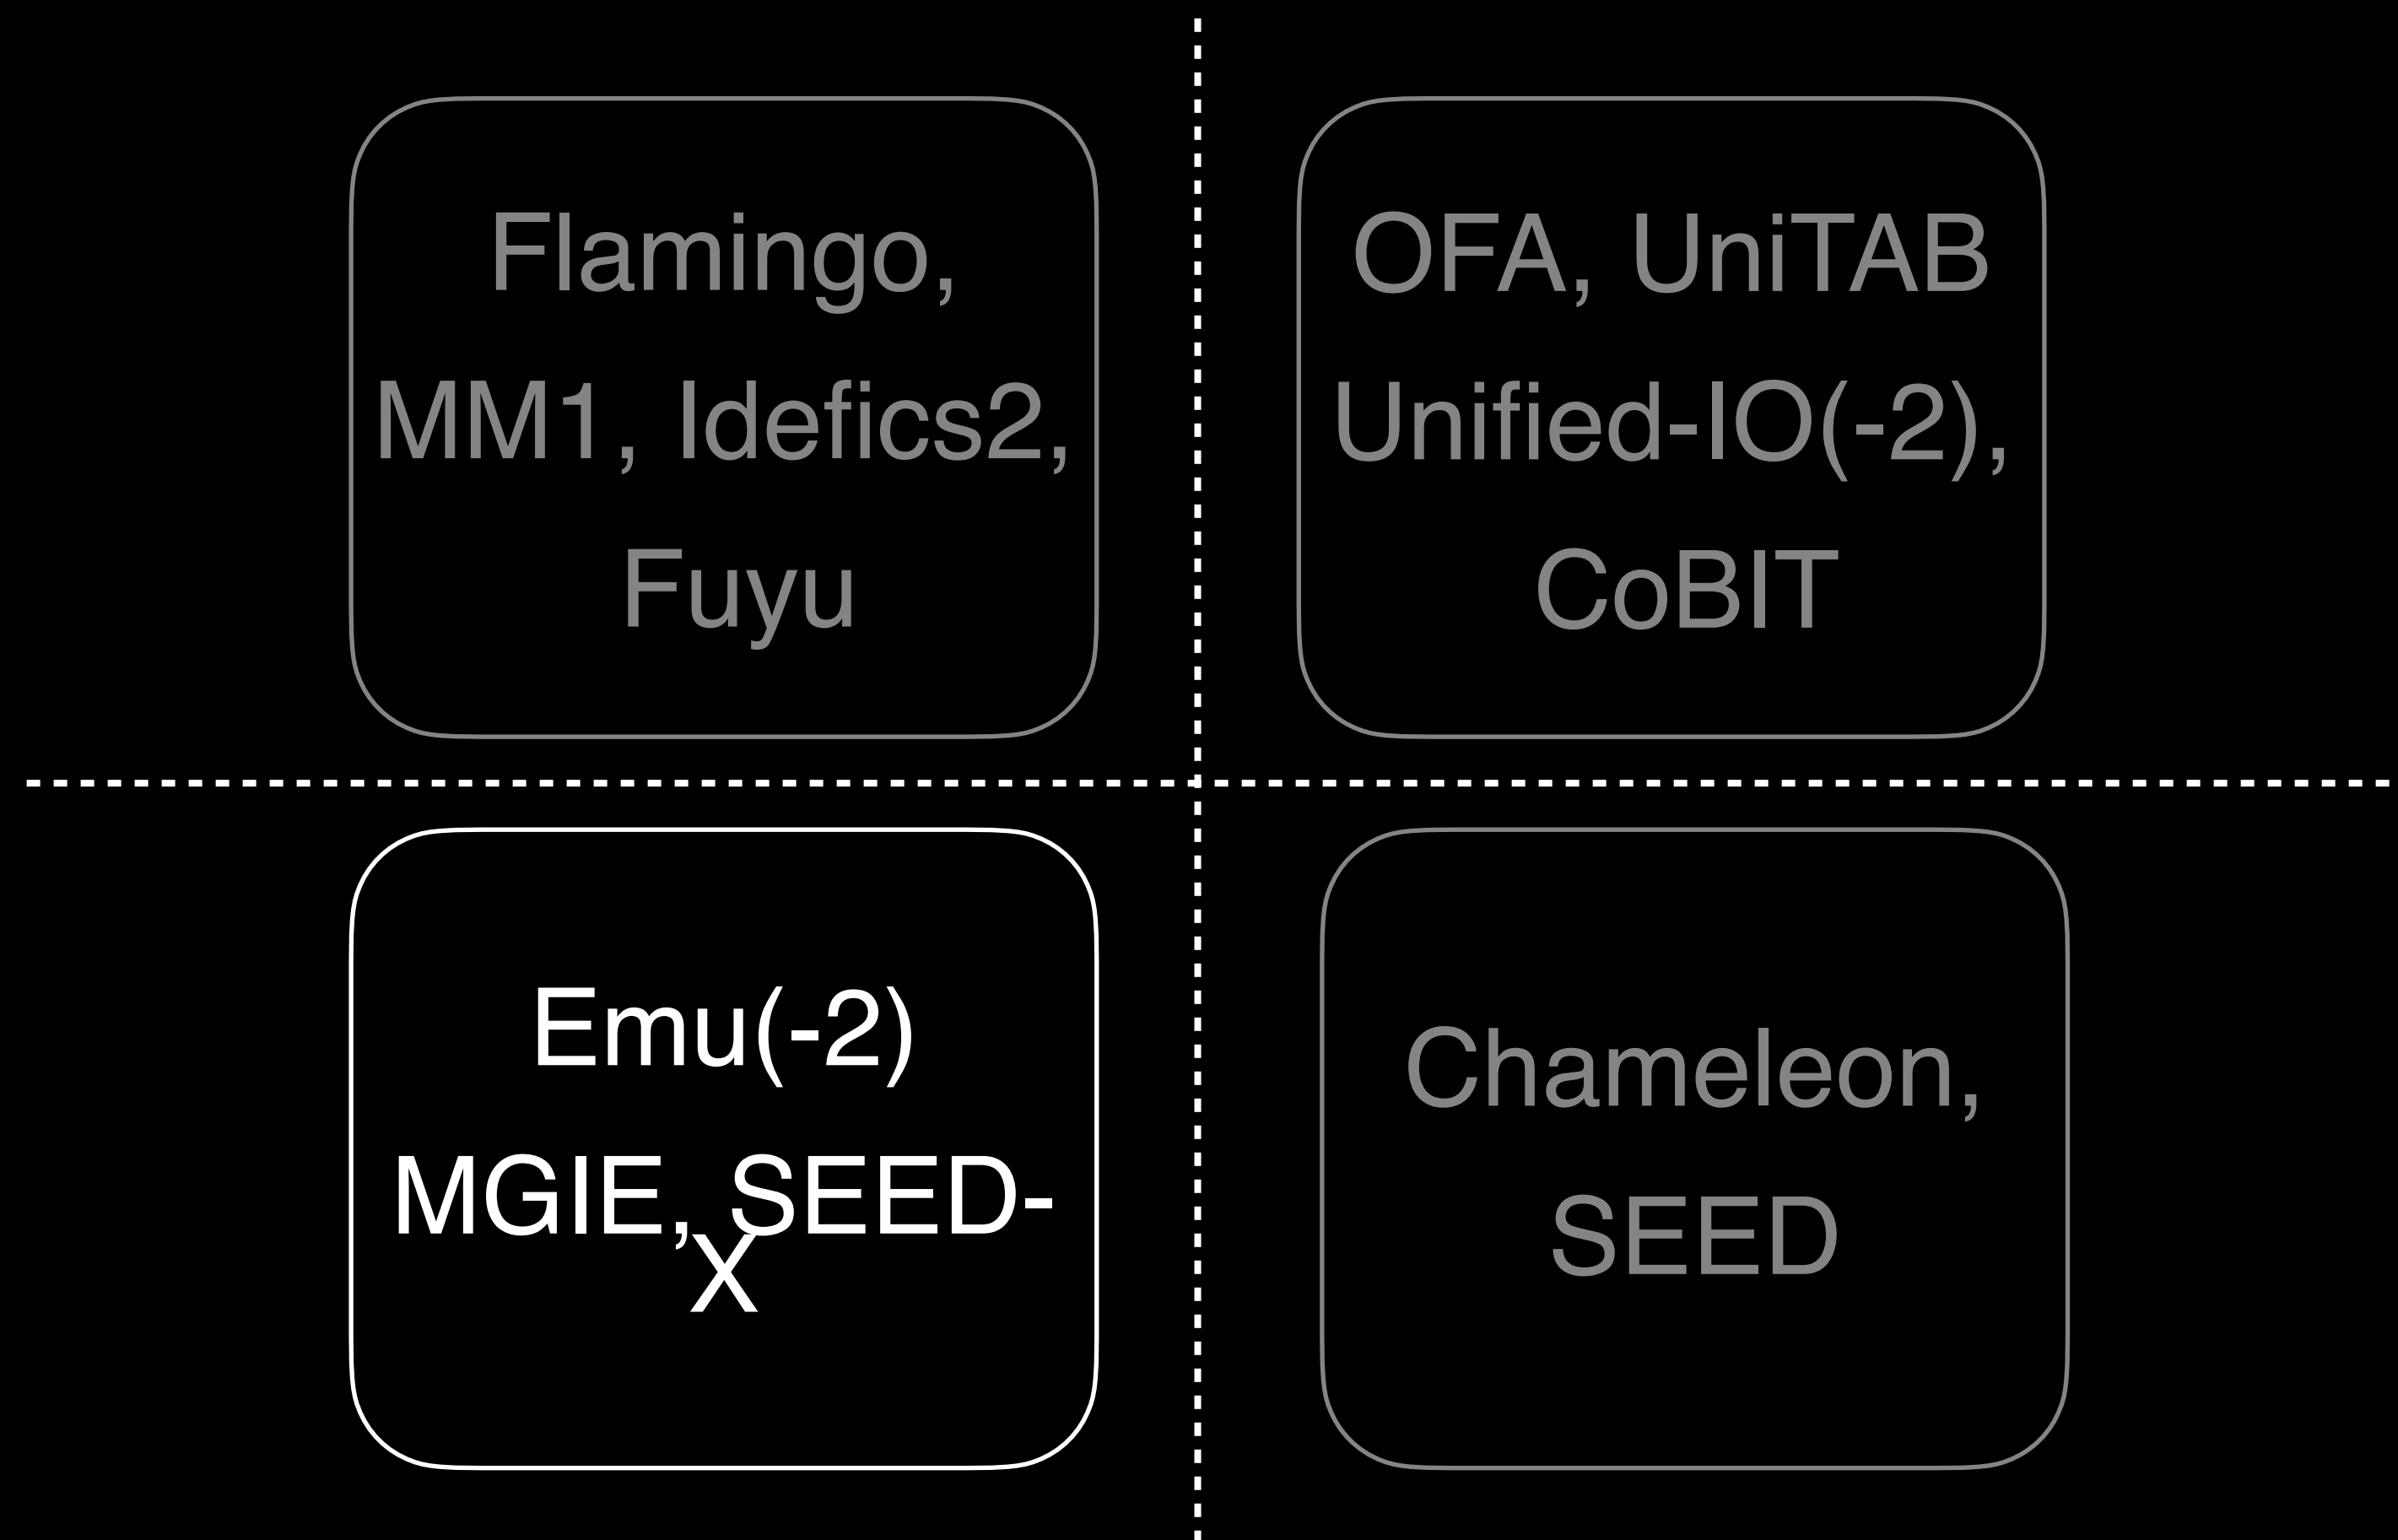 Flamingo,
MM1, Idefics2,
Fuyu
OFA, UniTAB
Unified-IO(-2),
CoBIT
Emu(-2)
MGIE, SEED-
X
Chameleon,
SEED